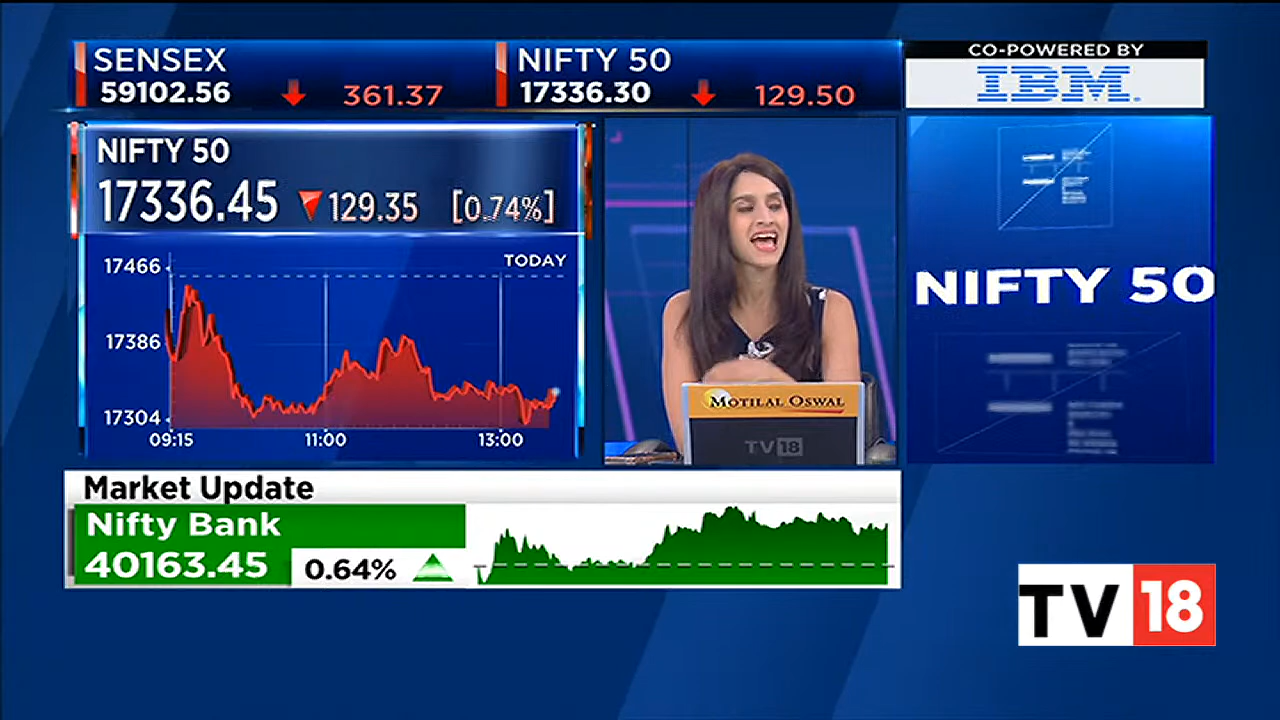 SENSEX
59102.56 361.37
NIFTY 50
17336.30 129.50
CO-POWERED BY
IBM
NIFTY 50
17336.45 129.35 [0.74%]
TODAY
17466
17386
17304
09:15 11:00 13:00
MOTILAL OSWAL
TV18
NIFTY 50
Market Update
Nifty Bank
40163.45 0.64%
TV18